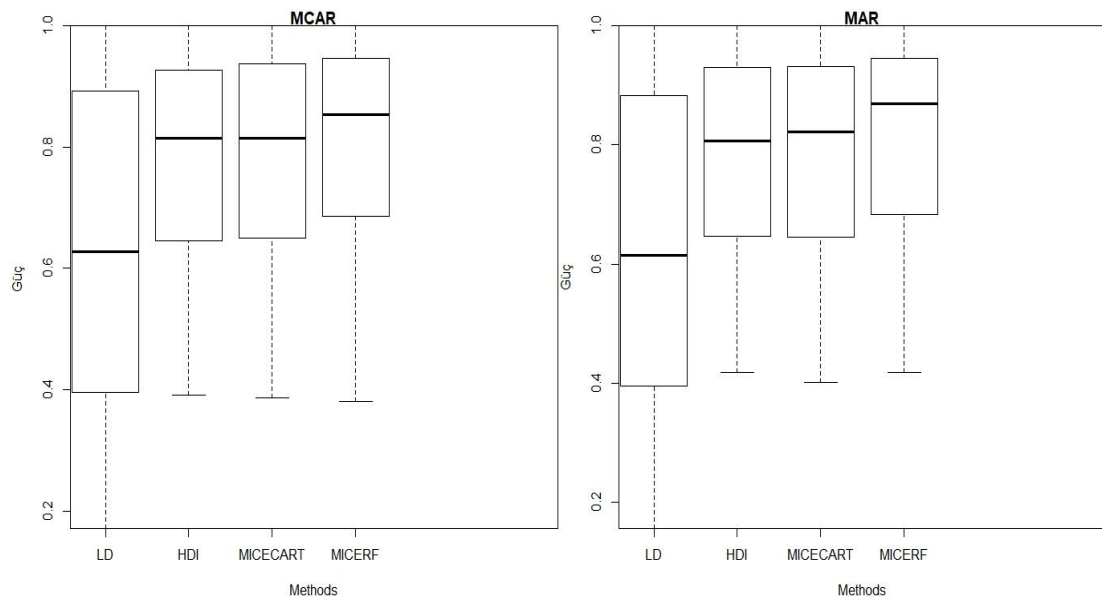 MCAR
1.0
0.8
0.6
0.4
0.2
Güç
LD HDI MICECART MICERF
Methods
MAR
1.0
0.8
0.6
0.4
0.2
Güç
LD HDI MICECART MICERF
Methods